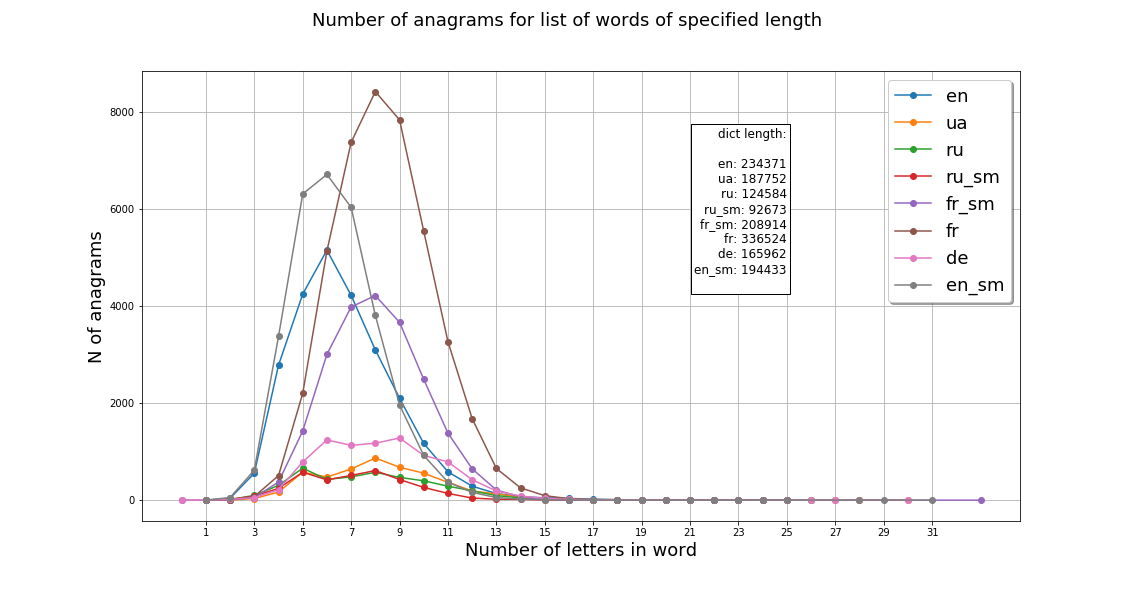 Number of anagrams for list of words of specified length
8000
6000
4000
2000
0
N of anagrams
dict length:
en: 234371
ua: 187752
ru: 124584
ru_sm: 92673
fr_sm: 208914
fr: 336524
de: 165962
en_sm: 194433
en
ua
ru
ru_sm
fr_sm
fr
de
en_sm
1 3 5 7 9 11 13 15 17 19 21 23 25 27 29 31
Number of letters in word